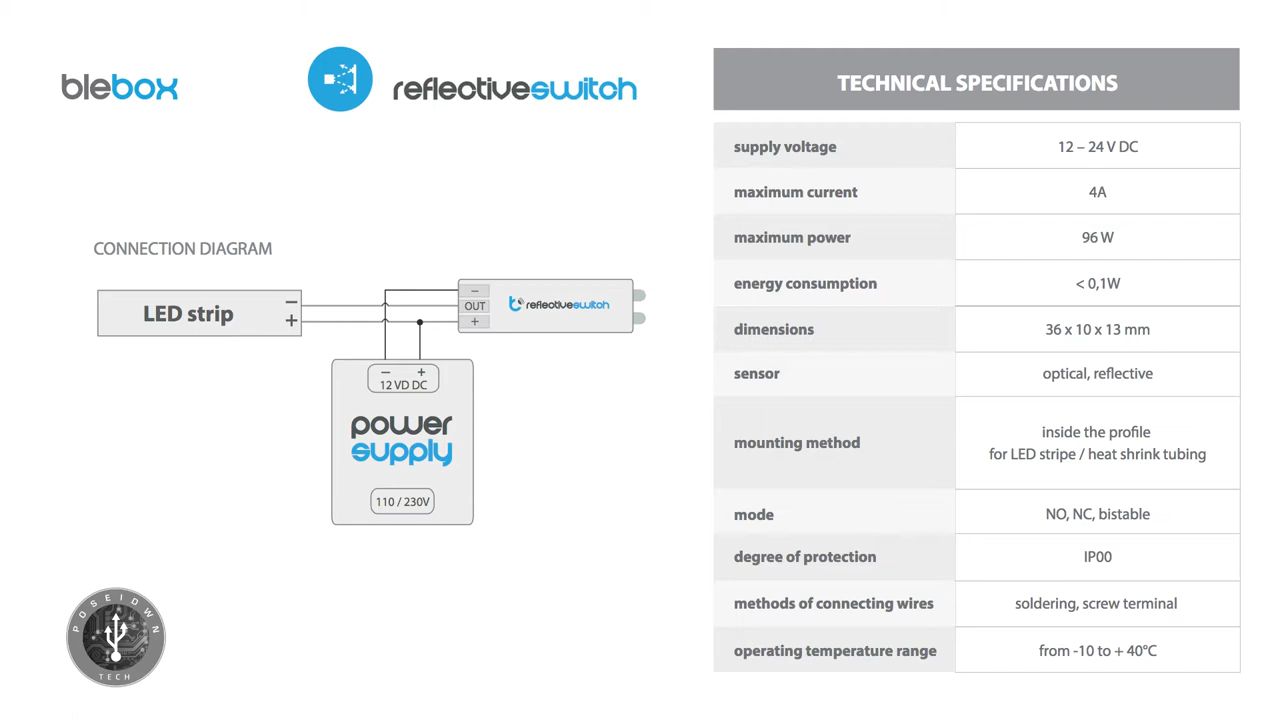 blebox
reflectiveswitch
CONNECTION DIAGRAM
LED strip
−
+
−
OUT
+
reflectiveswitch
− +
12 VD DC
power
supply
110 / 230V
POSEIDWN
TECH
TECHNICAL SPECIFICATIONS
supply voltage 12 – 24 V DC
maximum current 4A
maximum power 96 W
energy consumption < 0,1W
dimensions 36 x 10 x 13 mm
sensor optical, reflective
mounting method inside the profile
for LED stripe / heat shrink tubing
mode NO, NC, bistable
degree of protection IP00
methods of connecting wires soldering, screw terminal
operating temperature range from -10 to + 40°C